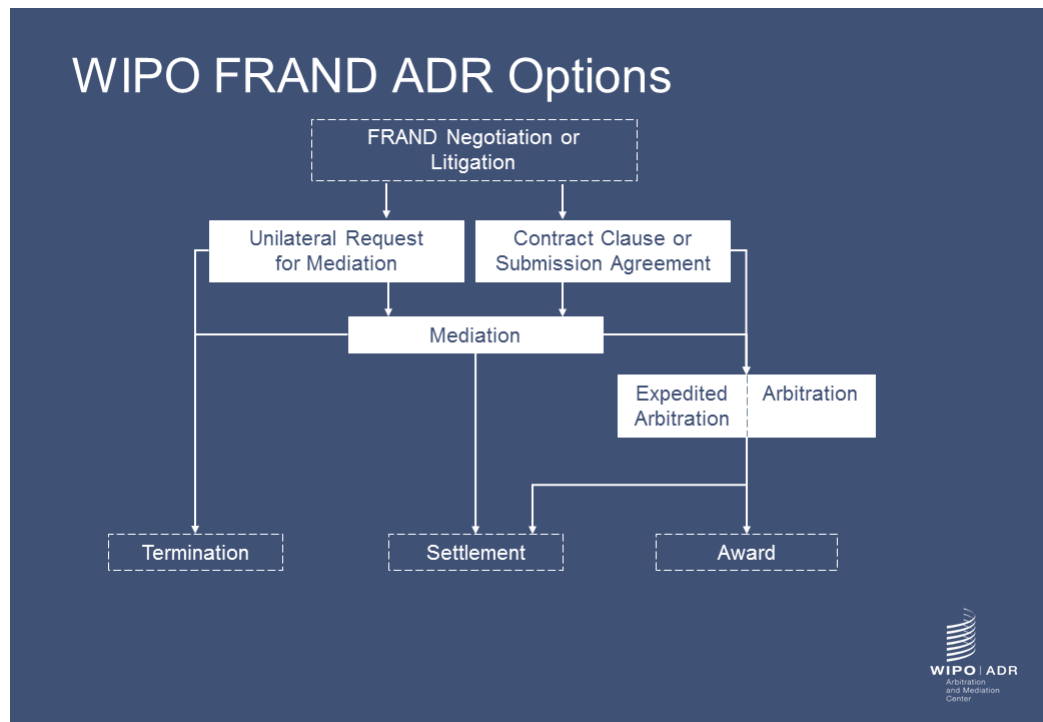 WIPO FRAND ADR Options
FRAND Negotiation or
Litigation
Unilateral Request
for Mediation
Contract Clause or
Submission Agreement
Mediation
Expedited
Arbitration
Arbitration
Termination
Settlement
Award
WIPO | ADR
Arbitration
and Mediation
Center